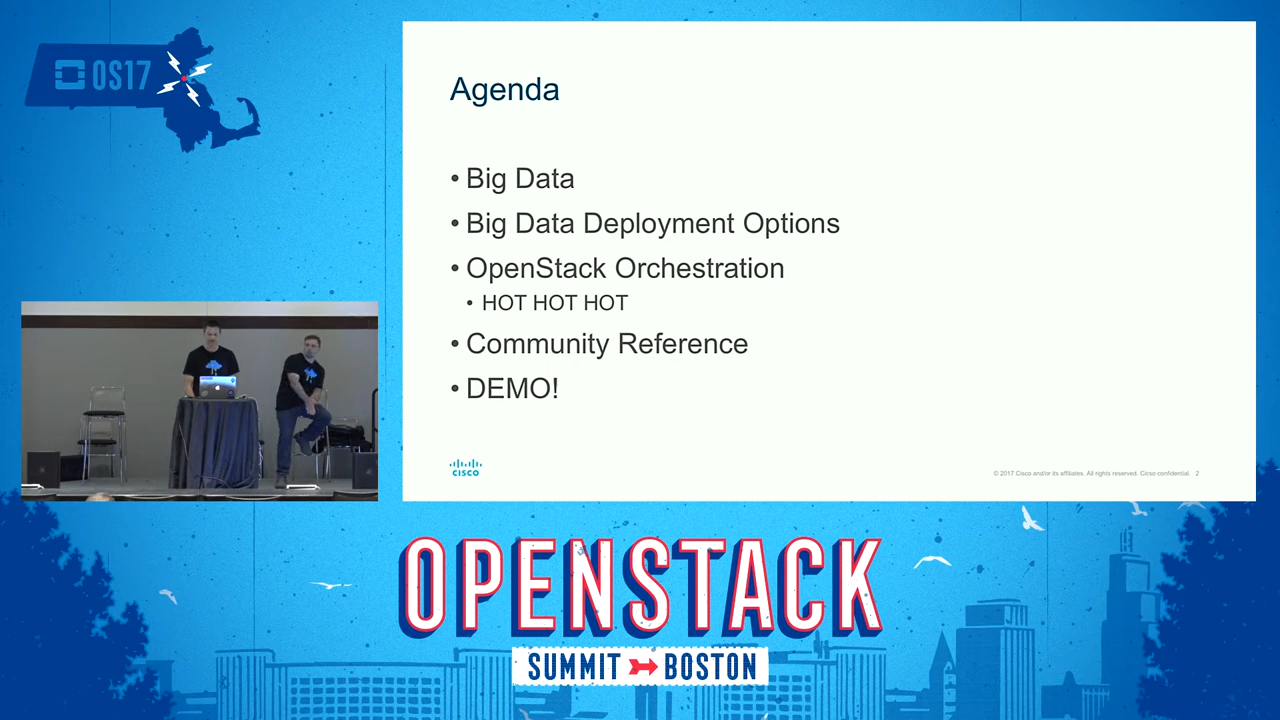 OS17
Agenda
• Big Data
• Big Data Deployment Options
• OpenStack Orchestration
• HOT HOT HOT
• Community Reference
• DEMO!
CISCO
© 2017 Cisco and/or its affiliates. All rights reserved. Cicso confidential. 2
OPENSTACK
SUMMIT BOSTON